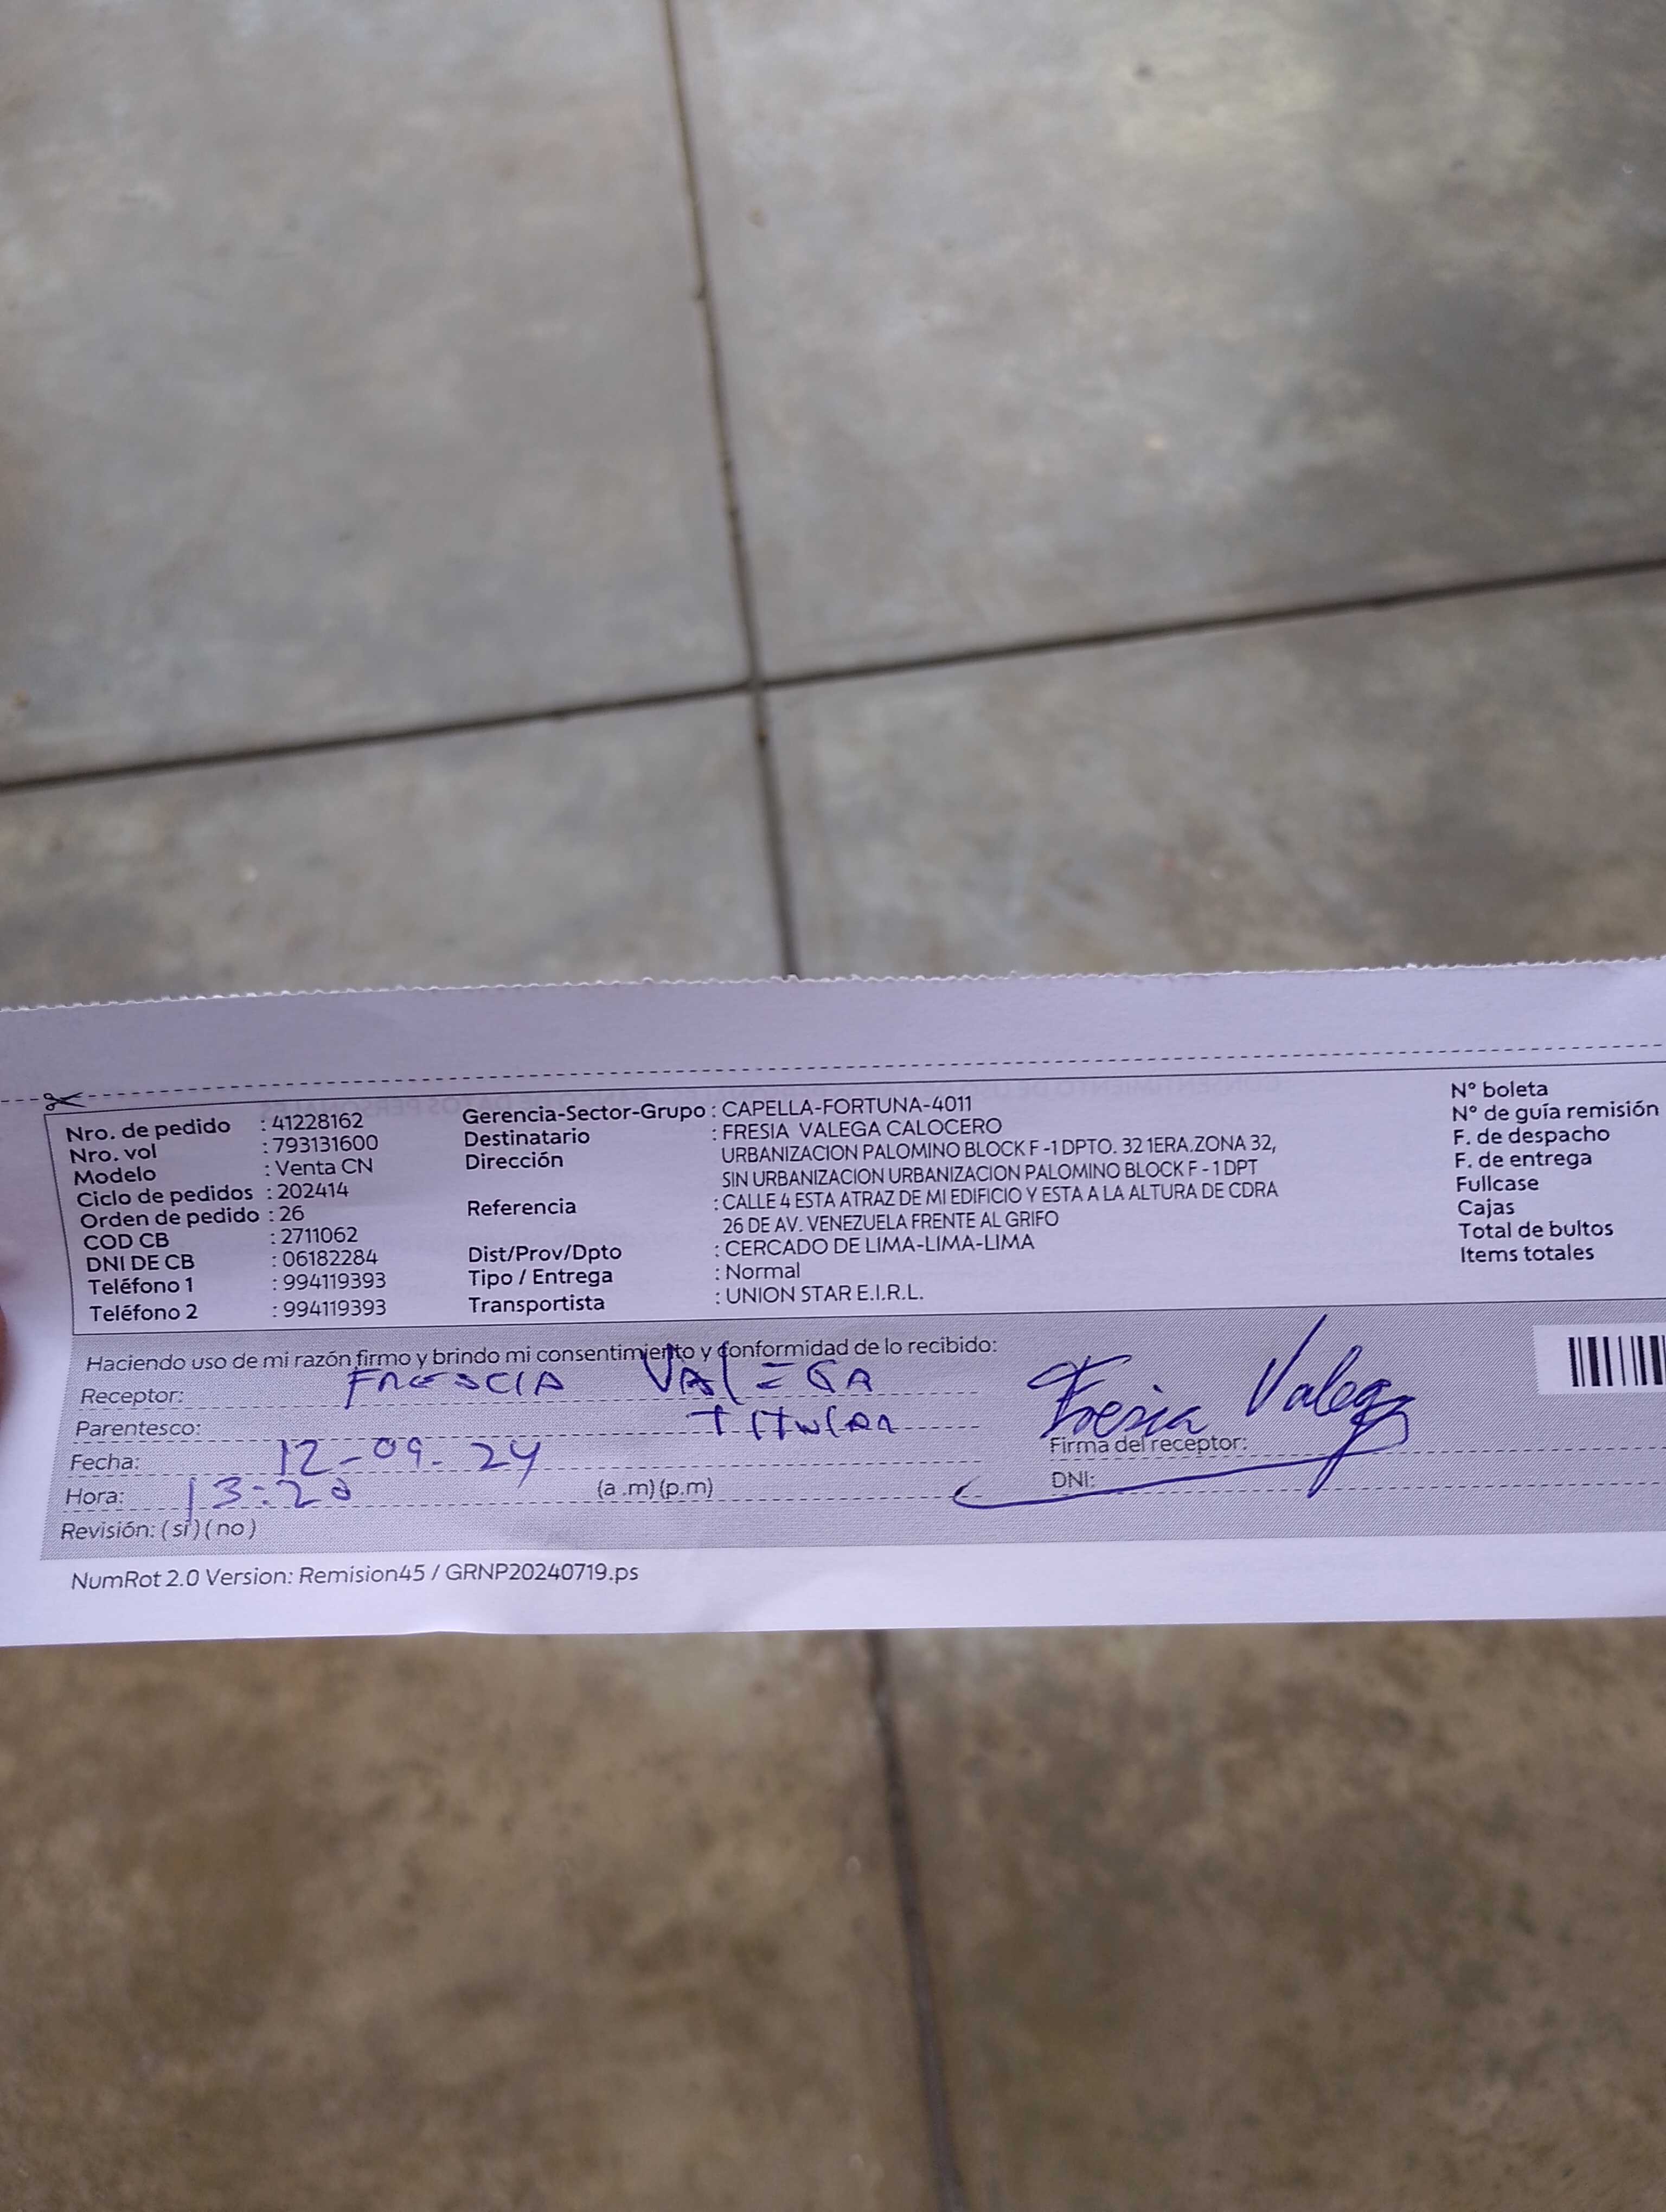 Nro. de pedido : 41228162
Nro. vol : 793131600
Modelo : Venta CN
Ciclo de pedidos : 202414
Orden de pedido : 26
COD CB : 2711062
DNI DE CB : 06182284
Teléfono 1 : 994119393
Teléfono 2 : 994119393
Gerencia-Sector-Grupo : CAPELLA-FORTUNA-4011
Destinatario : FRESIA VALEGA CALOCERO
Dirección URBANIZACION PALOMINO BLOCK F -1 DPTO. 32 1ERA.ZONA 32,
SIN URBANIZACION URBANIZACION PALOMINO BLOCK F - 1 DPT
Referencia : CALLE 4 ESTA ATRAZ DE MI EDIFICIO Y ESTA A LA ALTURA DE CDRA
26 DE AV. VENEZUELA FRENTE AL GRIFO
Dist/Prov/Dpto : CERCADO DE LIMA-LIMA-LIMA
Tipo / Entrega : Normal
Transportista : UNION STAR E.I.R.L.
N° boleta
N° de guía remisión
F. de despacho
F. de entrega
Fullcase
Cajas
Total de bultos
Items totales
Haciendo uso de mi razón firmo y brindo mi consentimiento y conformidad de lo recibido:
Receptor: FRESCIA VAlEGA
Parentesco: TITulAR
Fecha: 12-09-24
Hora: 13:20 (a .m) (p.m)
Revisión: ( si ) ( no )
Fresia Valega
Firma del receptor:
DNI:
NumRot 2.0 Version: Remision45 / GRNP20240719.ps